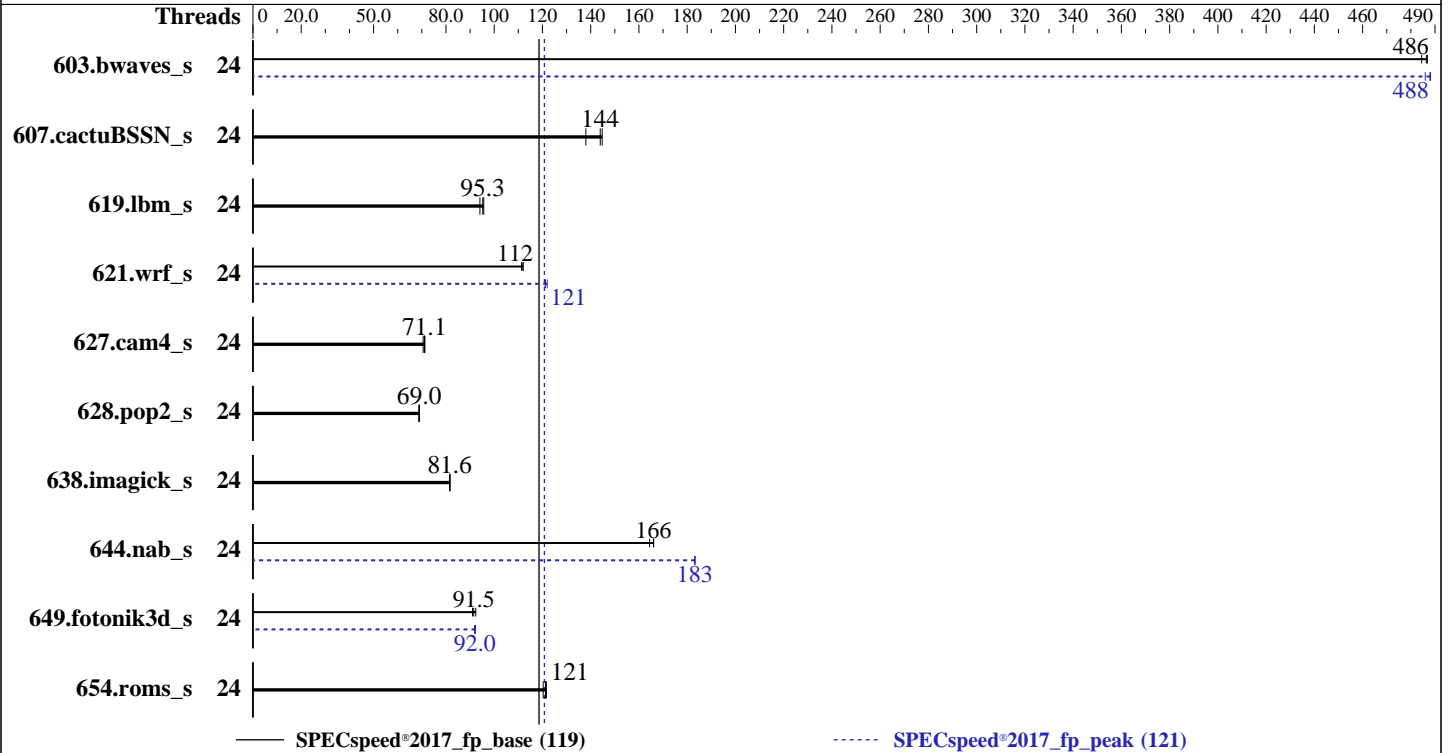 Threads 0 20.0 50.0 80.0 100 120 140 160 180 200 220 240 260 280 300 320 340 360 380 400 420 440 460 490
603.bwaves_s 24 486
488
607.cactuBSSN_s 24 144
619.lbm_s 24 95.3
621.wrf_s 24 112
121
627.cam4_s 24 71.1
628.pop2_s 24 69.0
638.imagick_s 24 81.6
644.nab_s 24 166
183
649.fotonik3d_s 24 91.5
92.0
654.roms_s 24 121
SPECspeed®2017_fp_base (119) SPECspeed®2017_fp_peak (121)